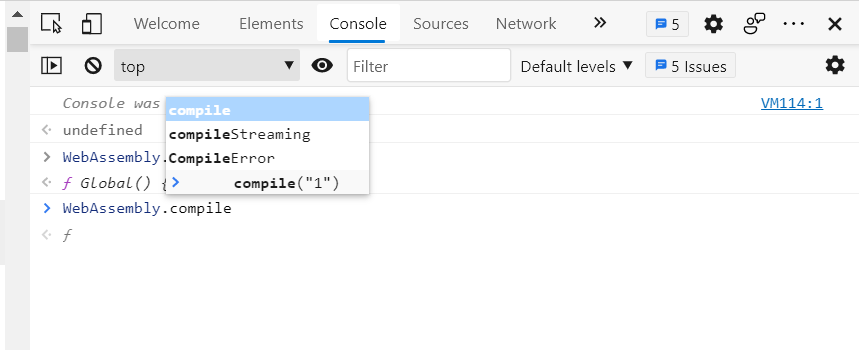 Welcome Elements Console Sources Network 5
top Filter Default levels 5 Issues
Console was VM114:1
undefined
WebAssembly.
ƒ Global() {
compile
compileStreaming
CompileError
compile("1")
WebAssembly.compile
ƒ